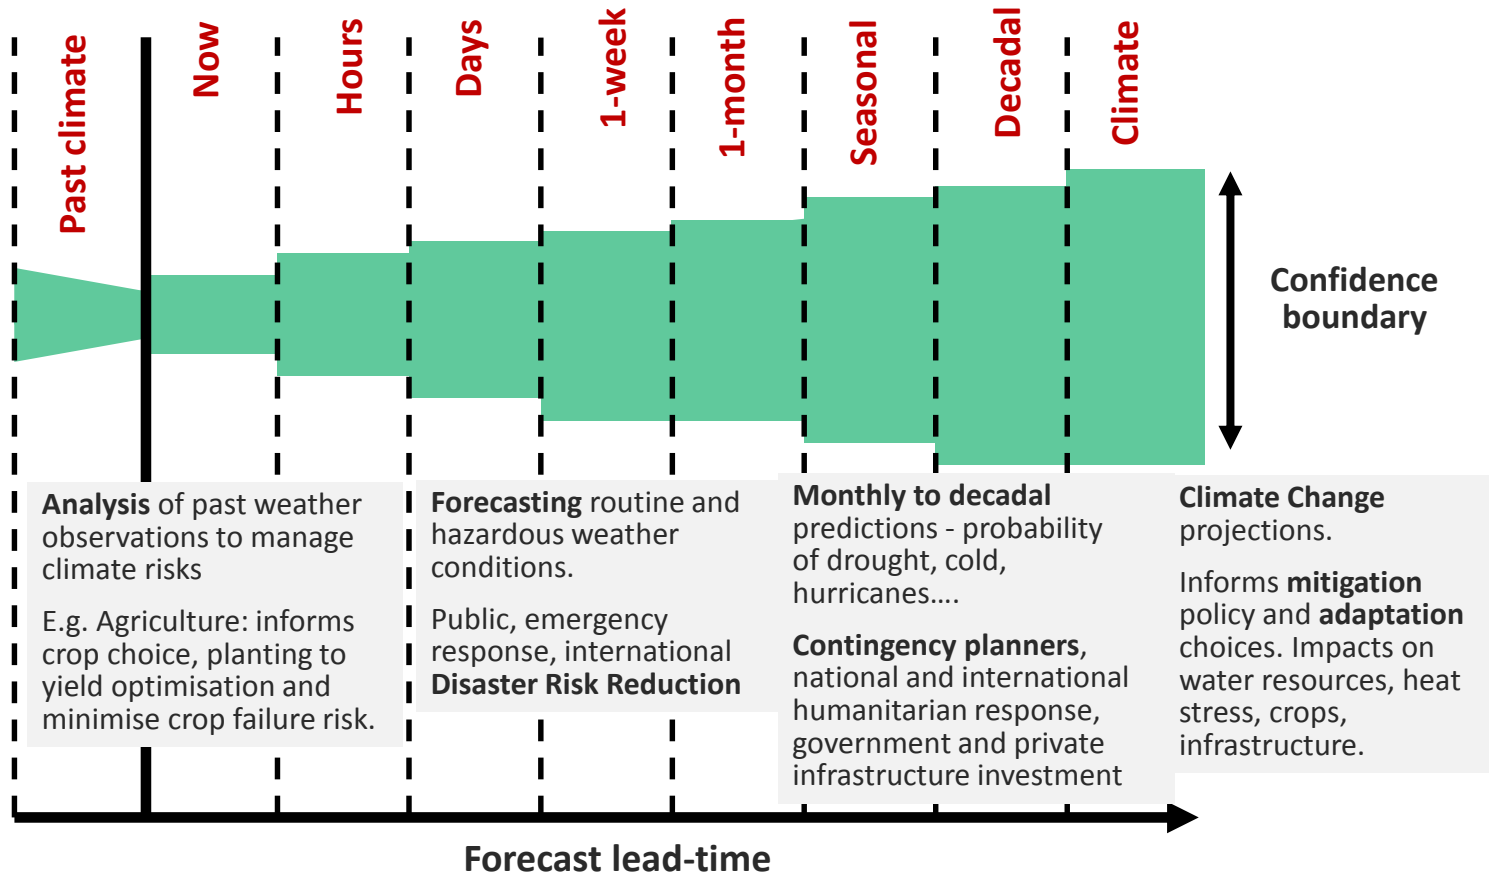 Past climate
Now
Hours
Days
1-week
1-month
Seasonal
Decadal
Climate
Confidence
boundary
Analysis of past weather
observations to manage
climate risks
E.g. Agriculture: informs
crop choice, planting to
yield optimisation and
minimise crop failure risk.
Forecasting routine and
hazardous weather
conditions.
Public, emergency
response, international
Disaster Risk Reduction
Monthly to decadal
predictions - probability
of drought, cold,
hurricanes....
Contingency planners,
national and international
humanitarian response,
government and private
infrastructure investment
Climate Change
projections.
Informs mitigation
policy and adaptation
choices. Impacts on
water resources, heat
stress, crops,
infrastructure.
Forecast lead-time